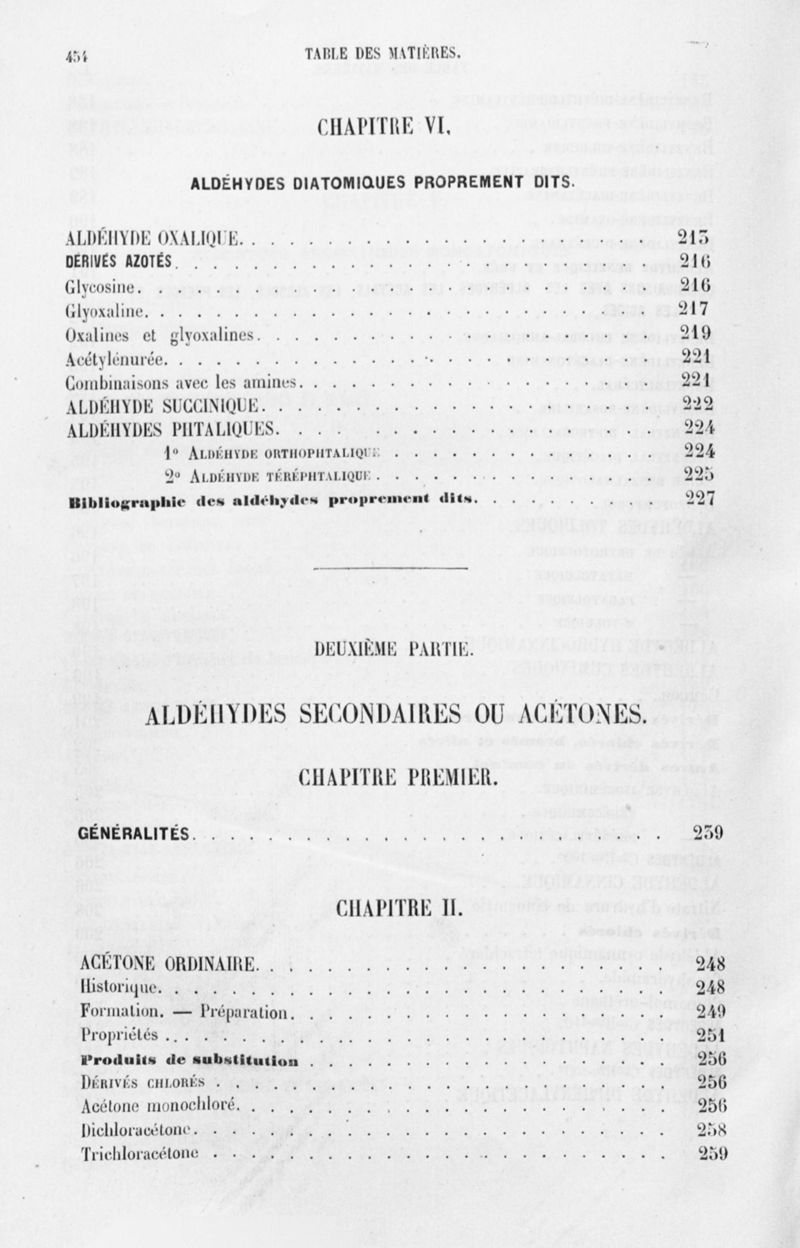 454 TABLE DES MATIÈRES.
CHAPITRE VI.
ALDÉHYDES DIATOMIQUES PROPREMENT DITS.
ALDÉHYDE OXALIQUE. . . . . . . . . . . . . . . . . . . . . . 213
DÉRIVÉS AZOTÉS. . . . . . . . . . . . . . . . . . . . . . . . 216
Glycosine. . . . . . . . . . . . . . . . . . . . . . . . . . 216
Glyoxaline. . . . . . . . . . . . . . . . . . . . . . . . . . 217
Oxalines et glyoxalines. . . . . . . . . . . . . . . . . . . . 219
Acétylénurée. . . . . . . . . . . . . . . . . . . . . . . . . 221
Combinaisons avec les amines. . . . . . . . . . . . . . . . . . 221
ALDÉHYDE SUCCINIQUE. . . . . . . . . . . . . . . . . . . . . 222
ALDÉHYDES PHTALIQUES. . . . . . . . . . . . . . . . . . . . 224
1° ALDÉHYDE ORTHOPHTALIQUE . . . . . . . . . . . . . . 224
2° ALDÉHYDE TÉRÉPHTALIQUE . . . . . . . . . . . . . . 225
Bibliographie des aldéhydes proprement dits. . . . . . . . . . 227
DEUXIÈME PARTIE.
ALDÉHYDES SECONDAIRES OU ACÉTONES.
CHAPITRE PREMIER.
GÉNÉRALITÉS. . . . . . . . . . . . . . . . . . . . . . . . . 239
CHAPITRE II.
ACÉTONE ORDINAIRE. . . . . . . . . . . . . . . . . . . . . . 248
Historique. . . . . . . . . . . . . . . . . . . . . . . . . . 248
Formation. — Préparation. . . . . . . . . . . . . . . . . . . 249
Propriétés . . . . . . . . . . . . . . . . . . . . . . . . . 251
Produits de substitution . . . . . . . . . . . . . . . . . . 256
DÉRIVÉS CHLORÉS . . . . . . . . . . . . . . . . . . . . . . 256
Acétone monochloré. . . . . . . . . . . . . . . . . . . . . . 256
Dichloracétone. . . . . . . . . . . . . . . . . . . . . . . . 258
Trichloracétone . . . . . . . . . . . . . . . . . . . . . . . 259